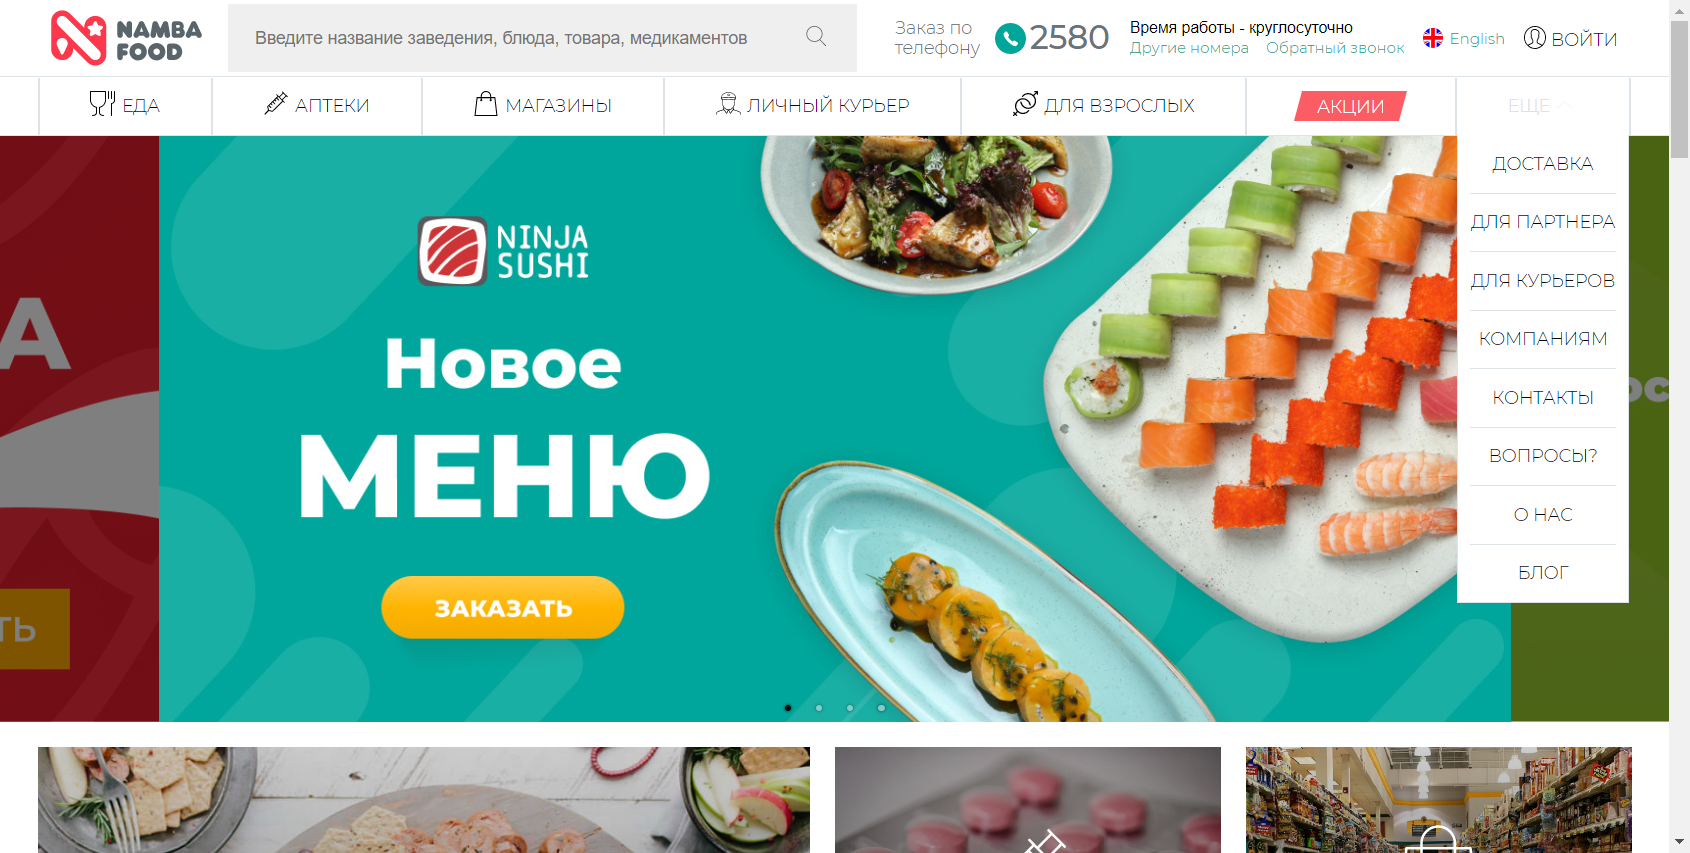 NAMBA
FOOD
Введите название заведения, блюда, товара, медикаментов
Заказ по
телефону
2580
Время работы - круглосуточно
Другие номера Обратный звонок
English
ВОЙТИ
ЕДА
АПТЕКИ
МАГАЗИНЫ
ЛИЧНЫЙ КУРЬЕР
ДЛЯ ВЗРОСЛЫХ
АКЦИИ
ЕЩЕ
ДОСТАВКА
ДЛЯ ПАРТНЕРА
ДЛЯ КУРЬЕРОВ
КОМПАНИЯМ
КОНТАКТЫ
ВОПРОСЫ?
О НАС
БЛОГ
А
ТЬ
NINJA
SUSHI
Новое
МЕНЮ
ЗАКАЗАТЬ